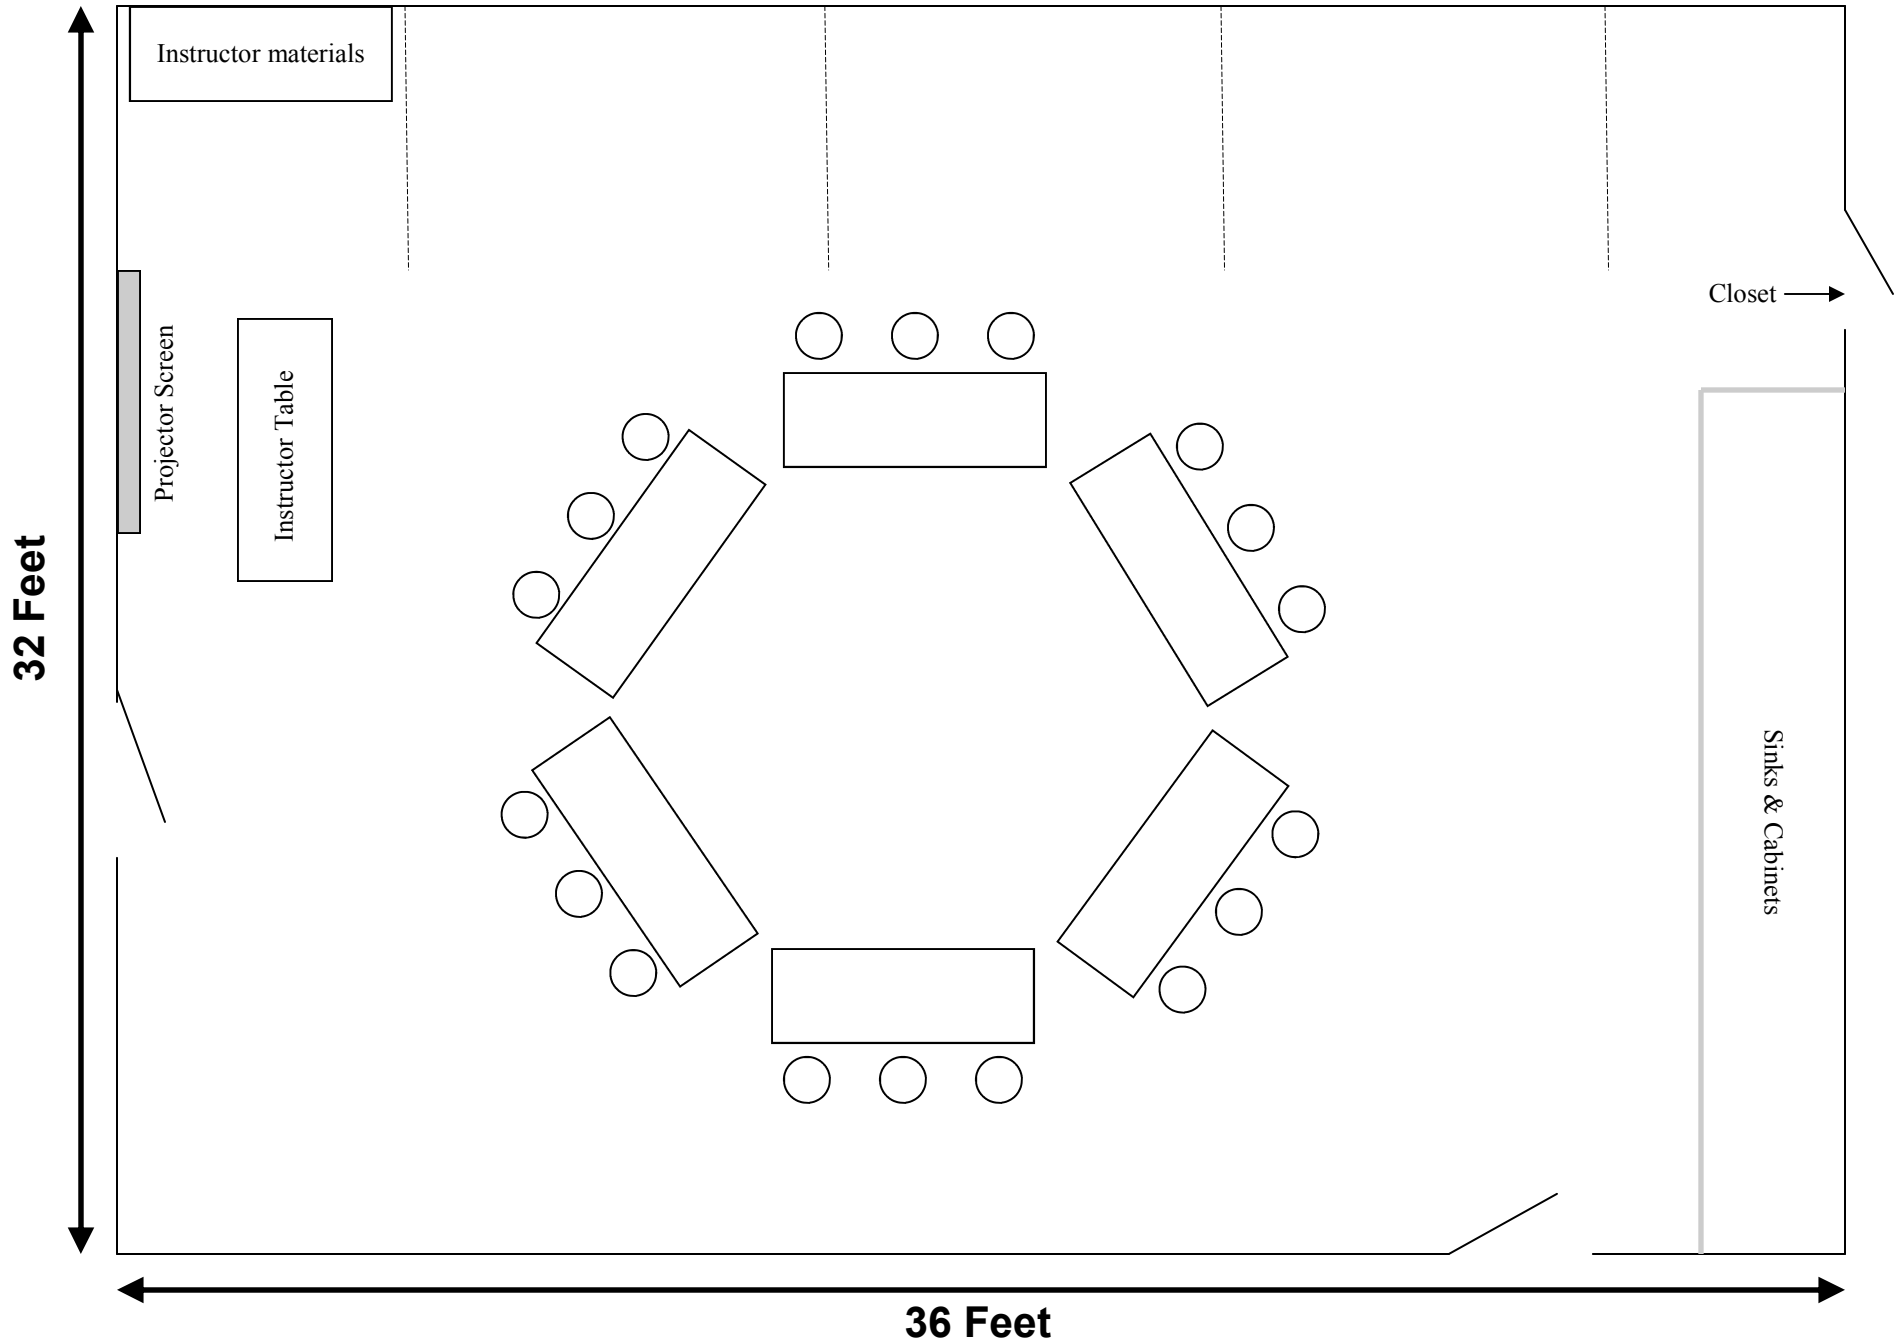 Instructor materials
Projector Screen
Instructor Table
Closet
32 Feet
Sinks & Cabinets
36 Feet